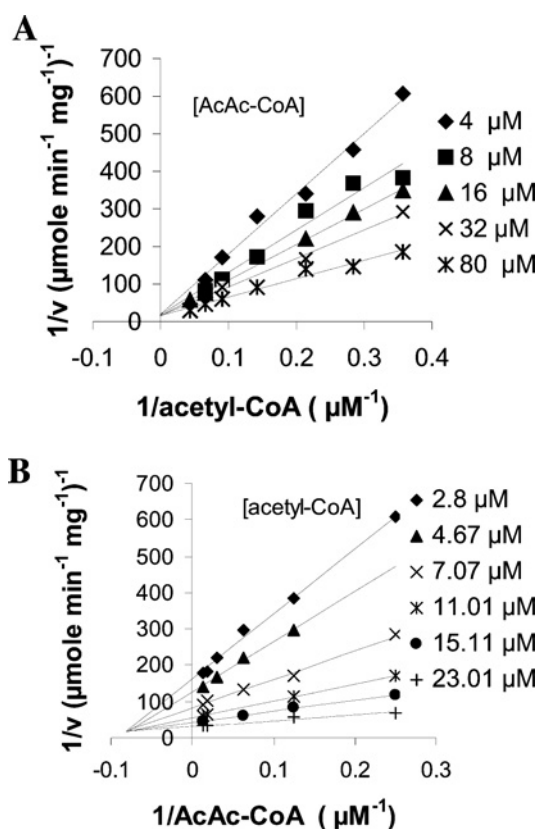 A
700
600
500
400
300
200
100
0
[AcAc-CoA]
4 µM
8 µM
16 µM
32 µM
80 µM
-0.1 0 0.1 0.2 0.3 0.4
1/v (µmole min⁻¹ mg⁻¹)⁻¹
1/acetyl-CoA ( µM⁻¹)
B
700
600
500
400
300
200
100
0
[acetyl-CoA]
2.8 µM
4.67 µM
7.07 µM
11.01 µM
15.11 µM
23.01 µM
-0.1 0 0.1 0.2 0.3
1/v (µmole min⁻¹ mg⁻¹)⁻¹
1/AcAc-CoA ( µM⁻¹)